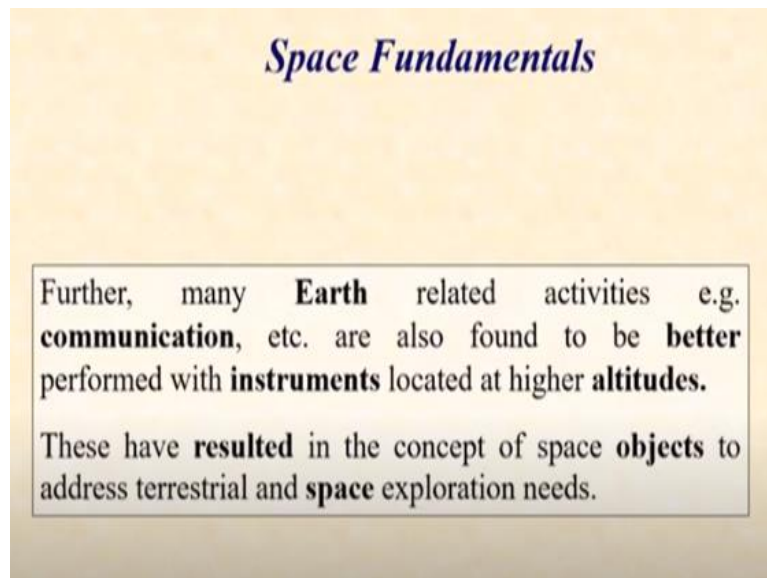 Space Fundamentals
Further, many Earth related activities e.g.
communication, etc. are also found to be better
performed with instruments located at higher altitudes.
These have resulted in the concept of space objects to
address terrestrial and space exploration needs.